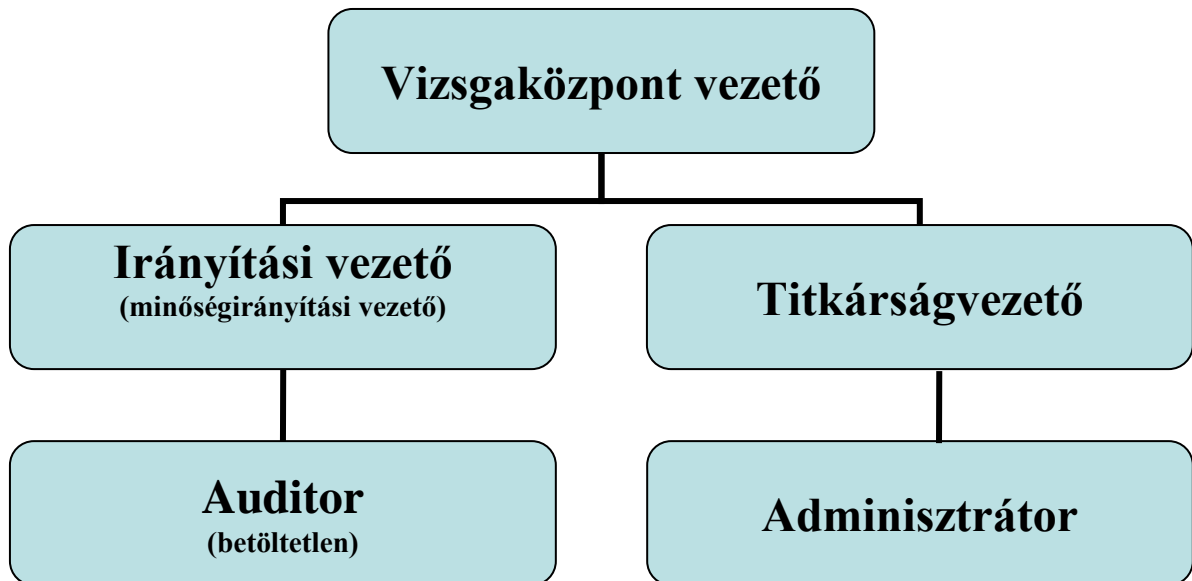 Vizsgaközpont vezető
Irányítási vezető
(minőségirányítási vezető)
Titkárságvezető
Auditor
(betöltetlen)
Adminisztrátor